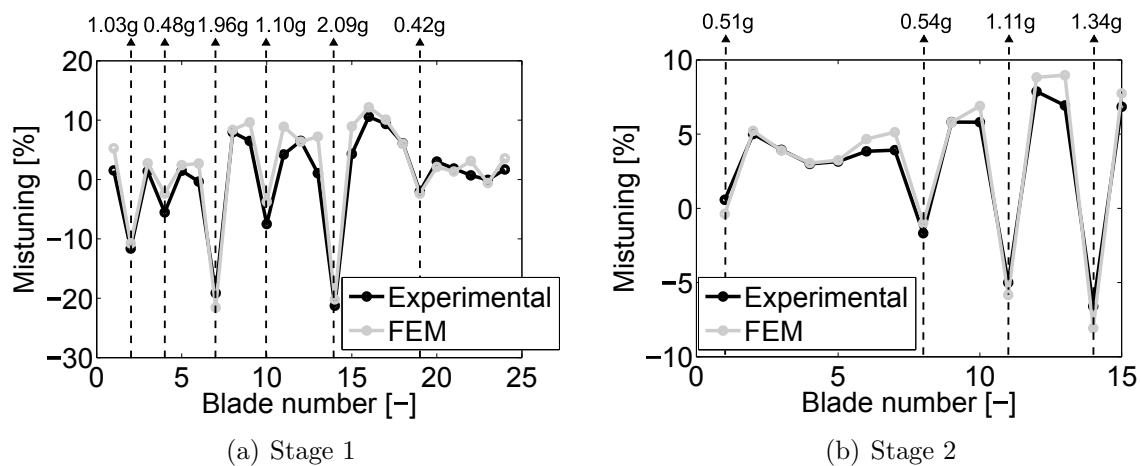 1.03g 0.48g 1.96g 1.10g 2.09g 0.42g
20
10
0
−10
−20
−30
Mistuning [%]
Experimental
FEM
0 5 10 15 20 25
Blade number [−]
(a) Stage 1
0.51g 0.54g 1.11g 1.34g
10
5
0
−5
−10
Mistuning [%]
Experimental
FEM
0 5 10 15
Blade number [−]
(b) Stage 2